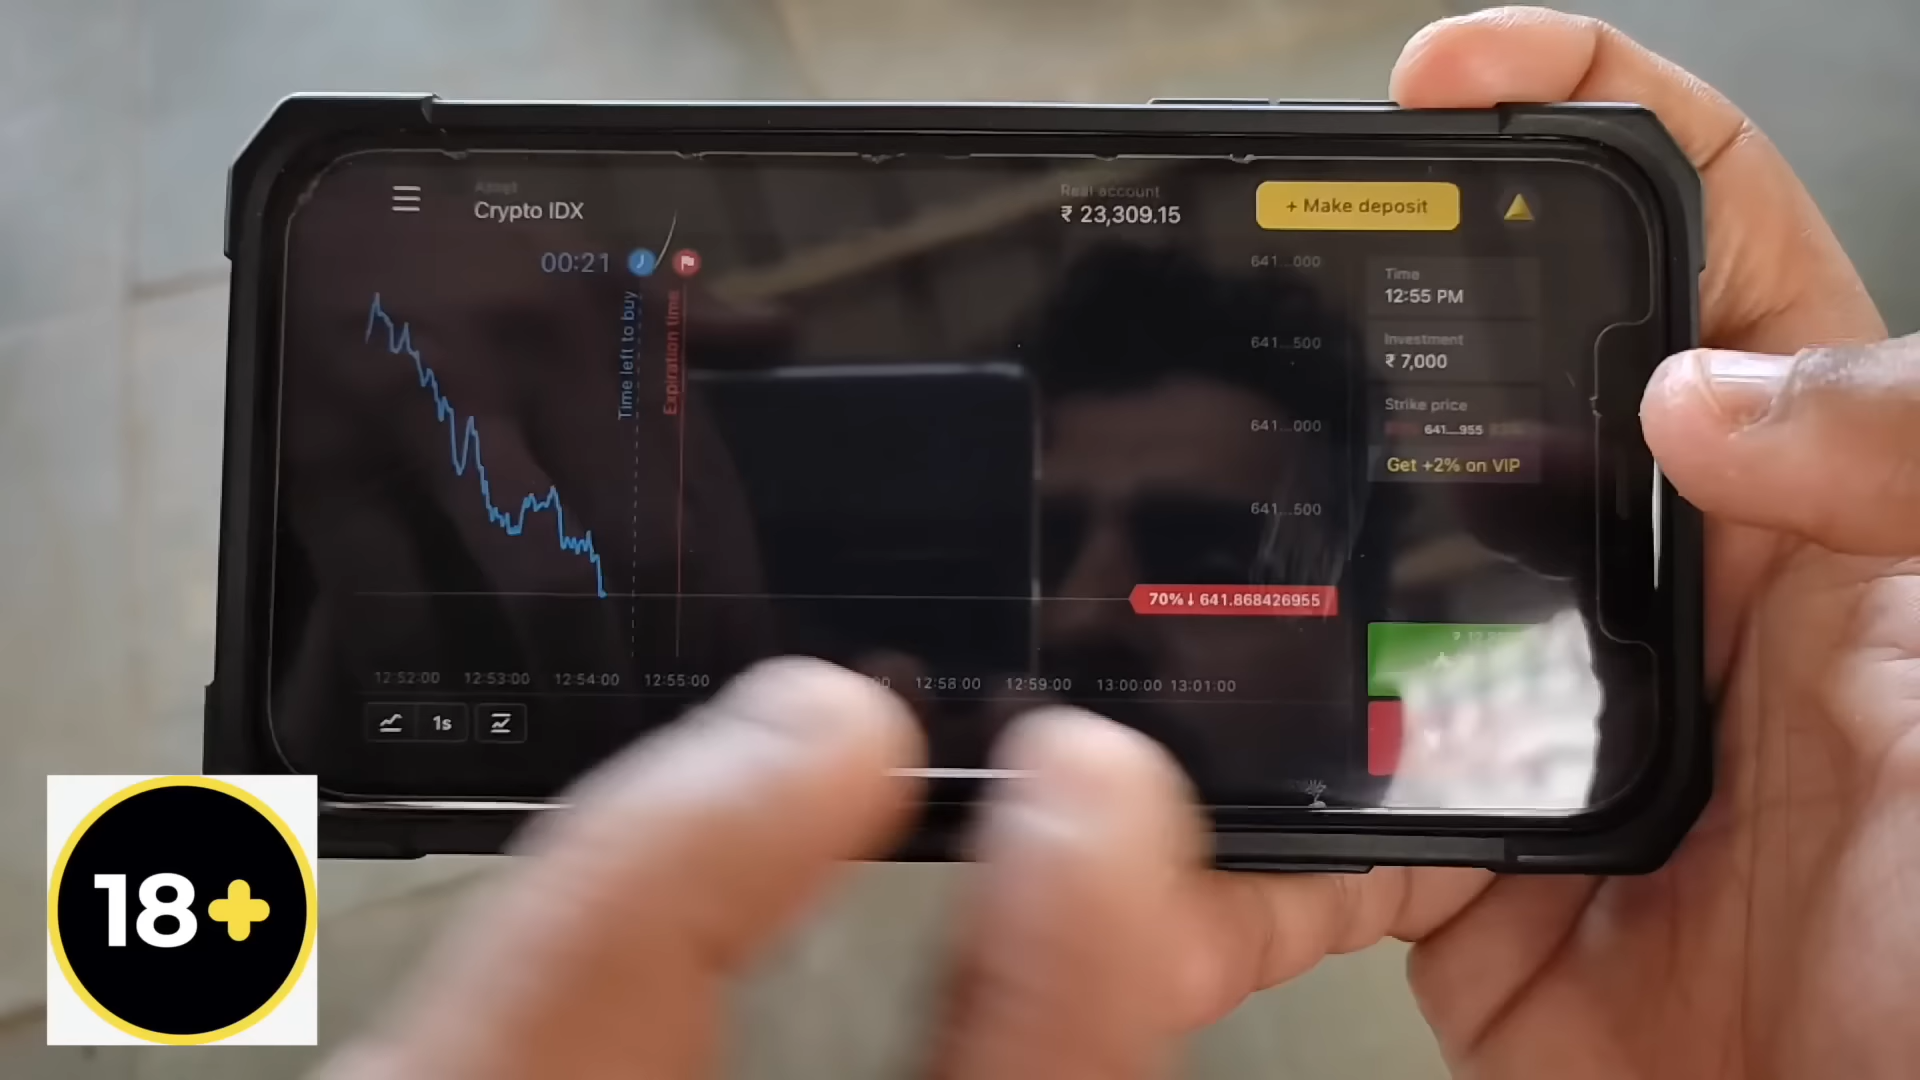 Asset
Crypto IDX
Real account
₹ 23,309.15
+ Make deposit
00:21
Time left to buy
Expiration time
641...000
641...500
641...000
641...500
Time
12:55 PM
Investment
₹ 7,000
Strike price
641...955
Get +2% on VIP
70%↓ 641.868426955
12:52:00 12:53:00 12:54:00 12:55:00 12:58:00 12:59:00 13:00:00 13:01:00
1s
18+